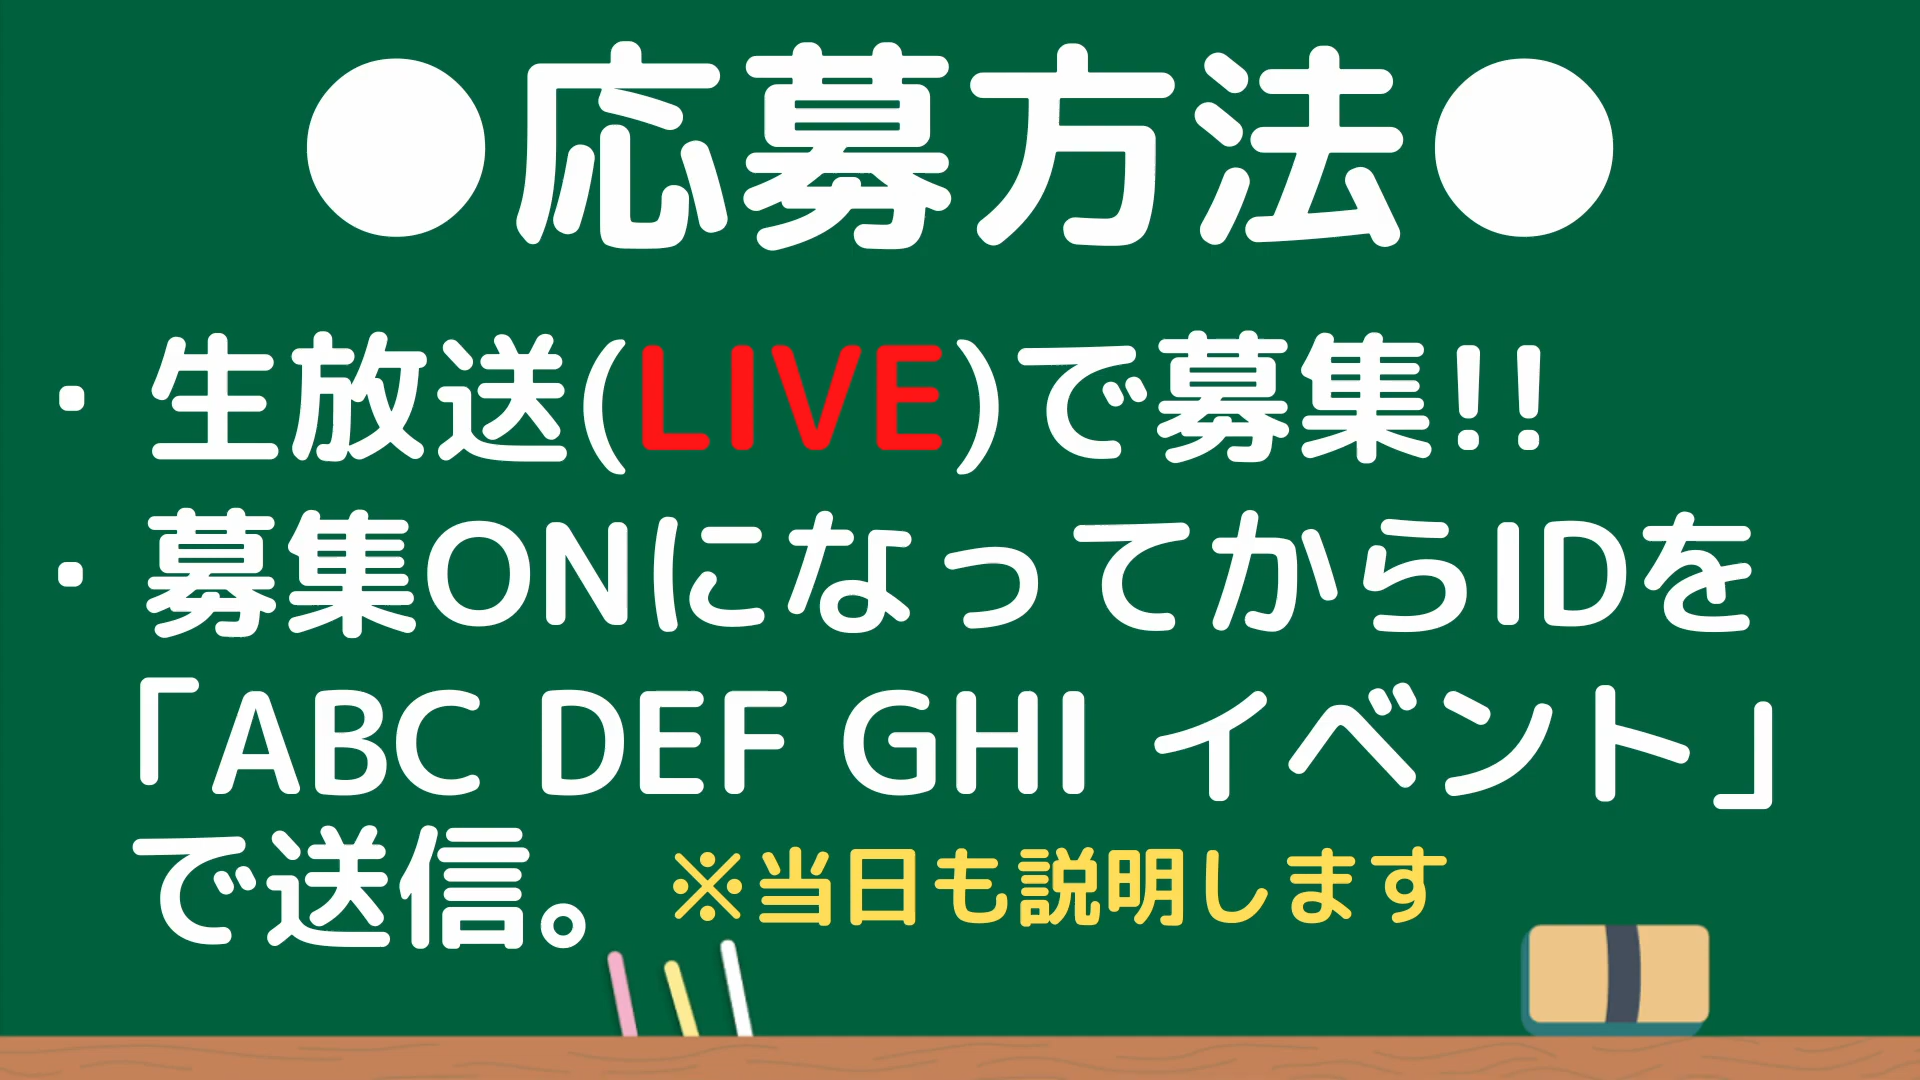 ●応募方法●
・生放送(LIVE)で募集!!
・募集ONになってからIDを
「ABC DEF GHI イベント」
で送信。 ※当日も説明します